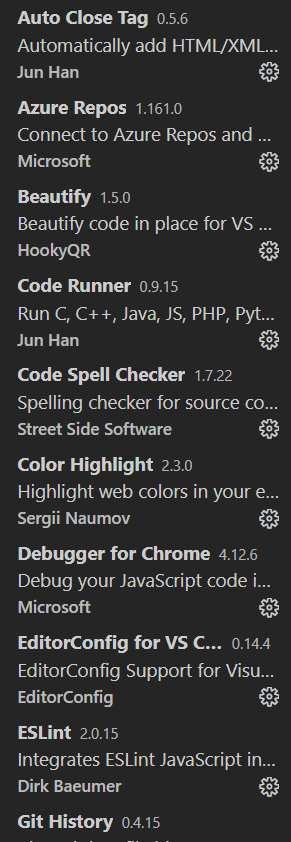 Auto Close Tag 0.5.6
Automatically add HTML/XML...
Jun Han
Azure Repos 1.161.0
Connect to Azure Repos and ...
Microsoft
Beautify 1.5.0
Beautify code in place for VS ...
HookyQR
Code Runner 0.9.15
Run C, C++, Java, JS, PHP, Pyt...
Jun Han
Code Spell Checker 1.7.22
Spelling checker for source co...
Street Side Software
Color Highlight 2.3.0
Highlight web colors in your e...
Sergii Naumov
Debugger for Chrome 4.12.6
Debug your JavaScript code i...
Microsoft
EditorConfig for VS C... 0.14.4
EditorConfig Support for Visu...
EditorConfig
ESLint 2.0.15
Integrates ESLint JavaScript in...
Dirk Baeumer
Git History 0.4.15